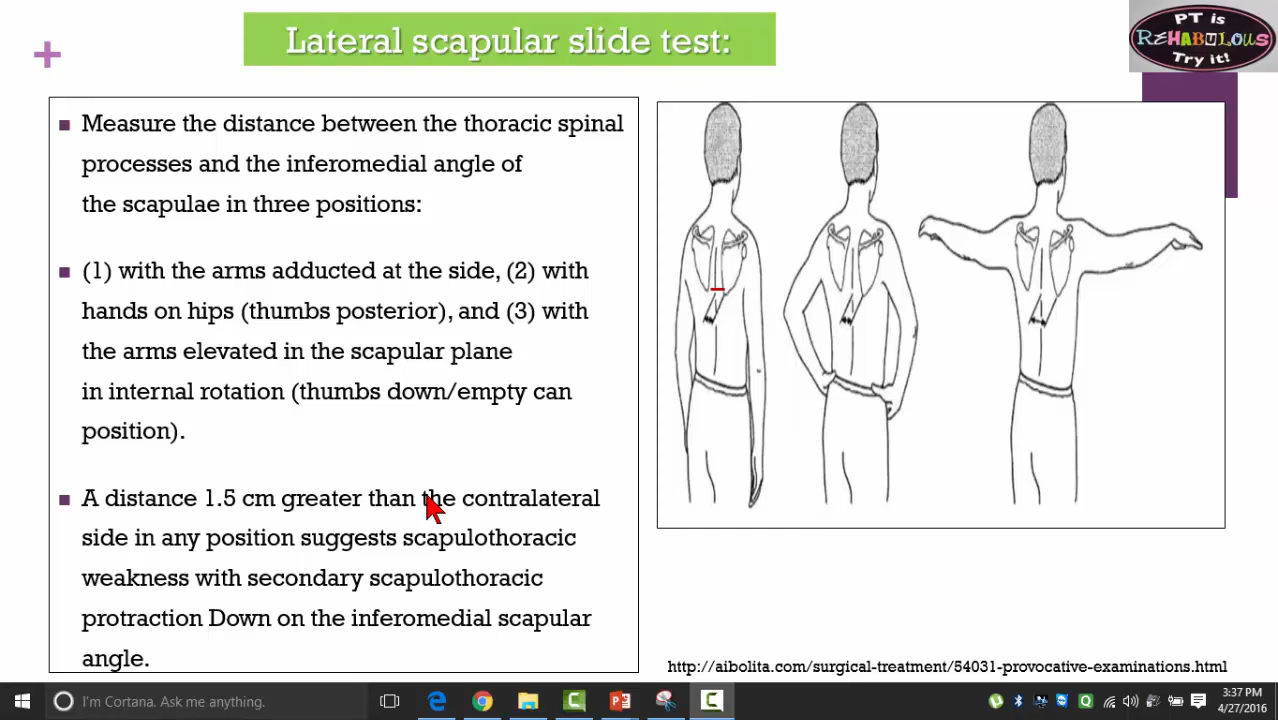 Lateral scapular slide test:
PT is
REHABULOUS
Try it!
Measure the distance between the thoracic spinal
processes and the inferomedial angle of
the scapulae in three positions:
(1) with the arms adducted at the side, (2) with
hands on hips (thumbs posterior), and (3) with
the arms elevated in the scapular plane
in internal rotation (thumbs down/empty can
position).
A distance 1.5 cm greater than the contralateral
side in any position suggests scapulothoracic
weakness with secondary scapulothoracic
protraction Down on the inferomedial scapular
angle.
http://aibolita.com/surgical-treatment/54031-provocative-examinations.html
I'm Cortana. Ask me anything.
3:37 PM
4/27/2016